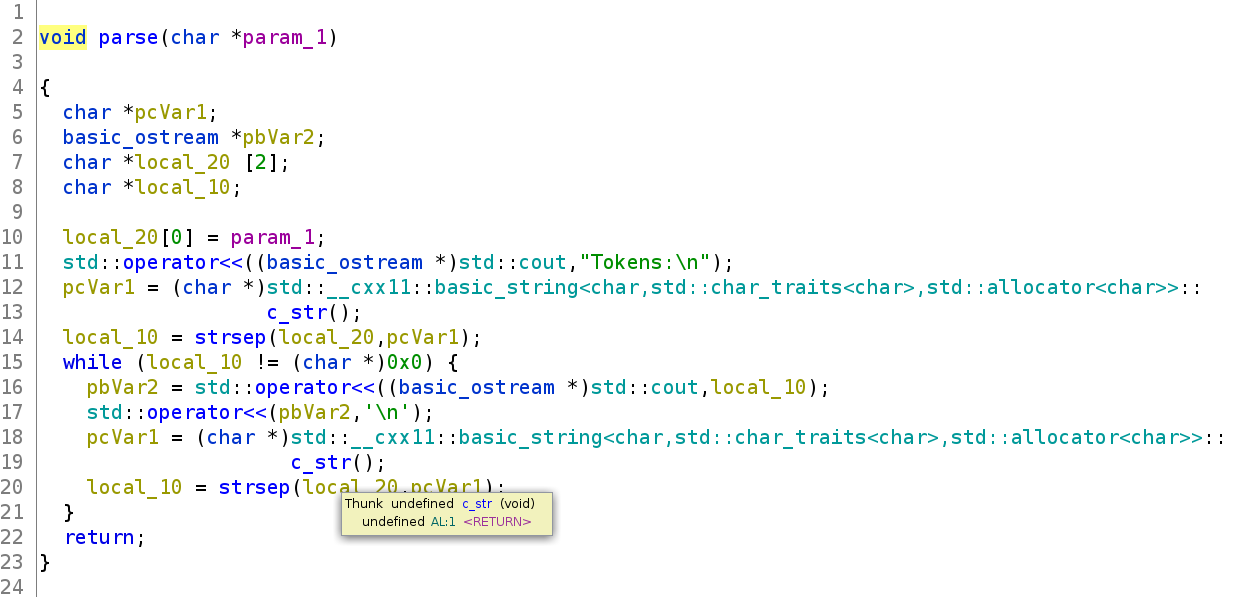 1
2 void parse(char *param_1)
3
4 {
5 char *pcVar1;
6 basic_ostream *pbVar2;
7 char *local_20 [2];
8 char *local_10;
9
10 local_20[0] = param_1;
11 std::operator<<((basic_ostream *)std::cout,"Tokens:\n");
12 pcVar1 = (char *)std::__cxx11::basic_string<char,std::char_traits<char>,std::allocator<char>>::
13 c_str();
14 local_10 = strsep(local_20,pcVar1);
15 while (local_10 != (char *)0x0) {
16 pbVar2 = std::operator<<((basic_ostream *)std::cout,local_10);
17 std::operator<<(pbVar2,'\n');
18 pcVar1 = (char *)std::__cxx11::basic_string<char,std::char_traits<char>,std::allocator<char>>::
19 c_str();
20 local_10 = strsep(local_20,pcVar1);
Thunk undefined c_str (void)
undefined AL:1 <RETURN>
21 }
22 return;
23 }
24